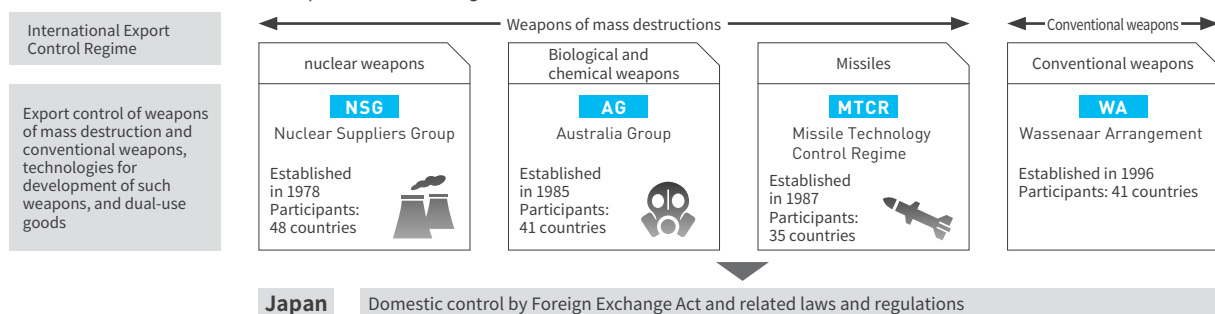 International Export
Control Regime
Weapons of mass destructions
Conventional weapons
nuclear weapons
Biological and
chemical weapons
Missiles
Conventional weapons
Export control of weapons
of mass destruction and
conventional weapons,
technologies for
development of such
weapons, and dual-use
goods
NSG
Nuclear Suppliers Group
Established
in 1978
Participants:
48 countries
AG
Australia Group
Established
in 1985
Participants:
41 countries
MTCR
Missile Technology
Control Regime
Established
in 1987
Participants:
35 countries
WA
Wassenaar Arrangement
Established in 1996
Participants: 41 countries
Japan
Domestic control by Foreign Exchange Act and related laws and regulations